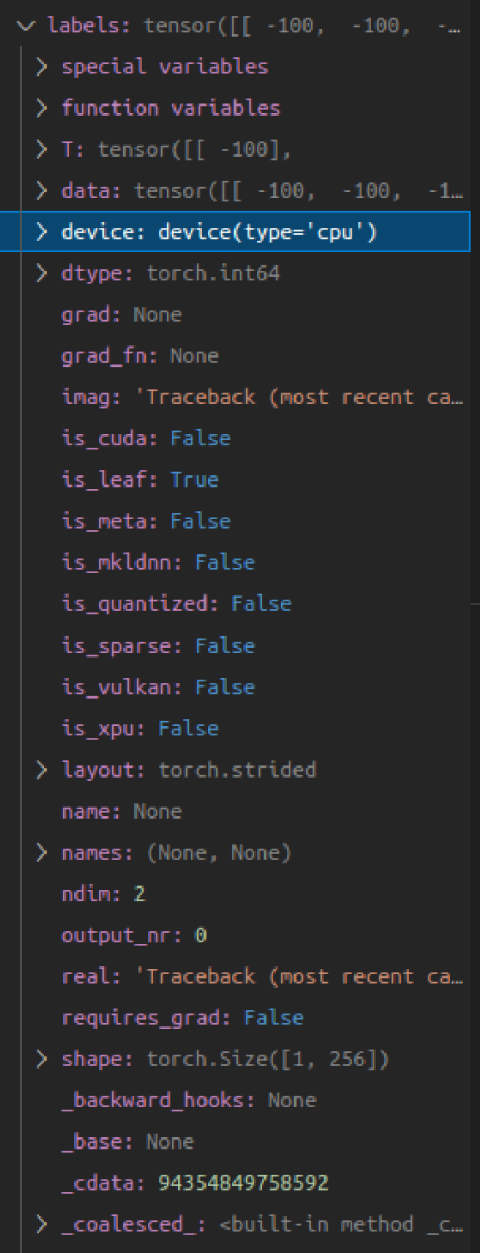 labels: tensor([[ -100,  -100,  -…
special variables
function variables
T: tensor([[ -100],
data: tensor([[ -100,  -100,  -1…
device: device(type='cpu')
dtype: torch.int64
grad: None
grad_fn: None
imag: 'Traceback (most recent ca…
is_cuda: False
is_leaf: True
is_meta: False
is_mkldnn: False
is_quantized: False
is_sparse: False
is_vulkan: False
is_xpu: False
layout: torch.strided
name: None
names: (None, None)
ndim: 2
output_nr: 0
real: 'Traceback (most recent ca…
requires_grad: False
shape: torch.Size([1, 256])
_backward_hooks: None
_base: None
_cdata: 94354849758592
_coalesced_: <built-in method _c…